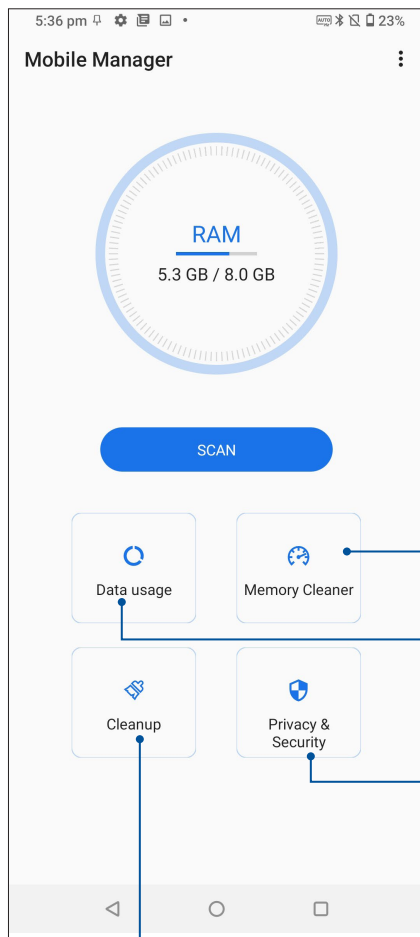 5:36 pm 23%
Mobile Manager
RAM
5.3 GB / 8.0 GB
SCAN
Data usage
Memory Cleaner
Cleanup
Privacy &
Security